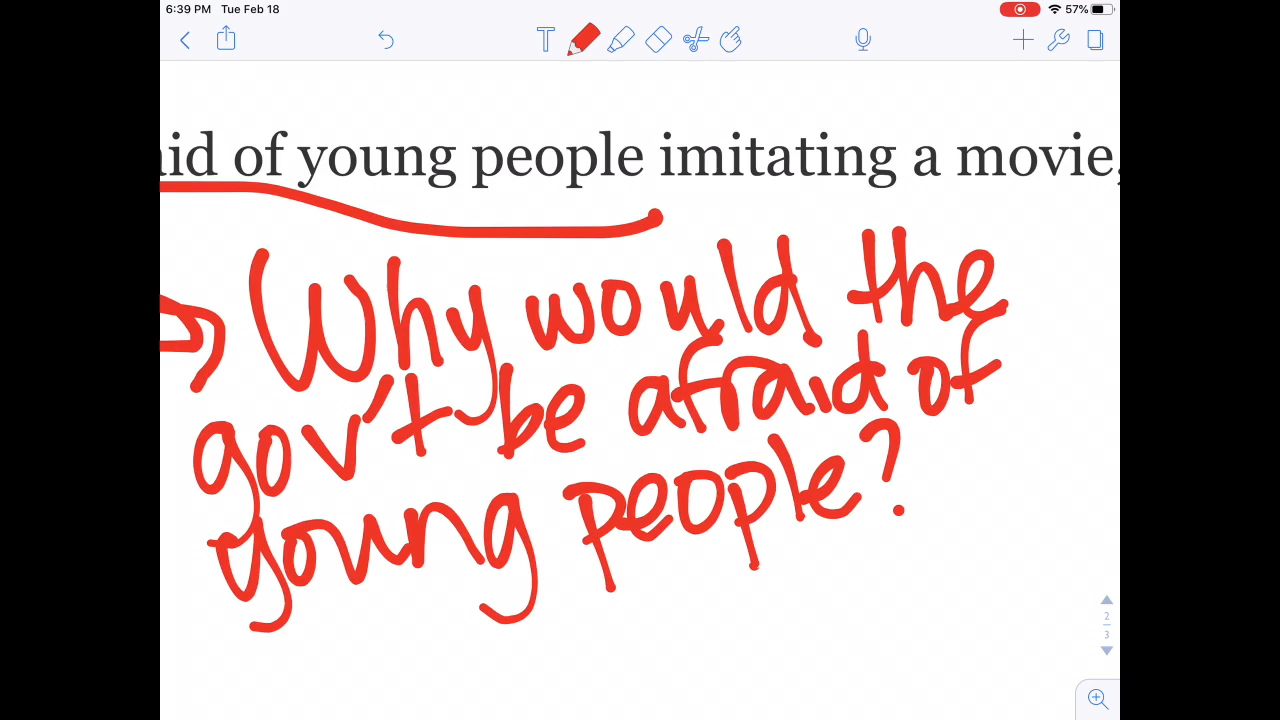 6:39 PM Tue Feb 18 57%
T
aid of young people imitating a movie,
Why would the
gov't be afraid of
young people?
2
3